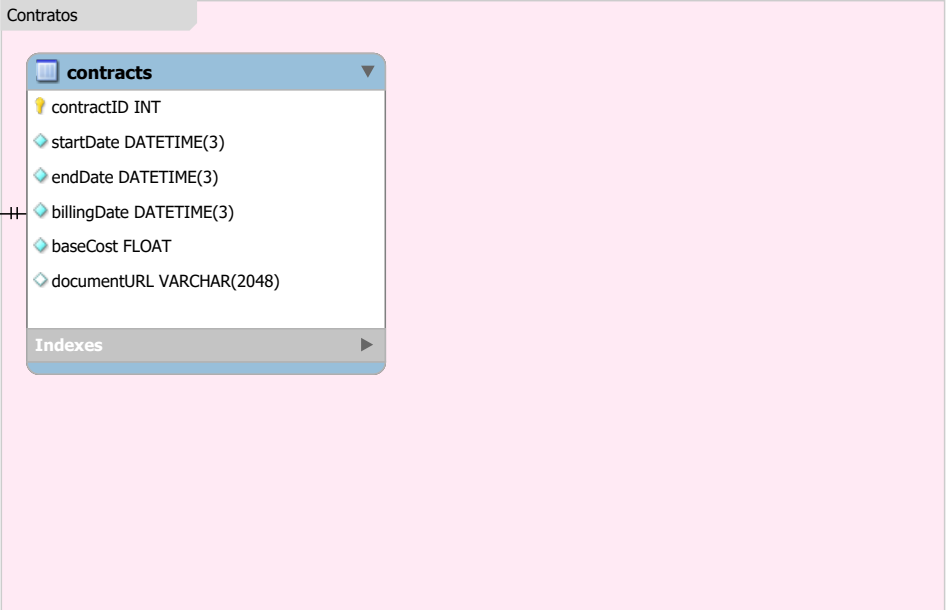 Contratos
contracts
contractID INT
startDate DATETIME(3)
endDate DATETIME(3)
billingDate DATETIME(3)
baseCost FLOAT
documentURL VARCHAR(2048)
Indexes